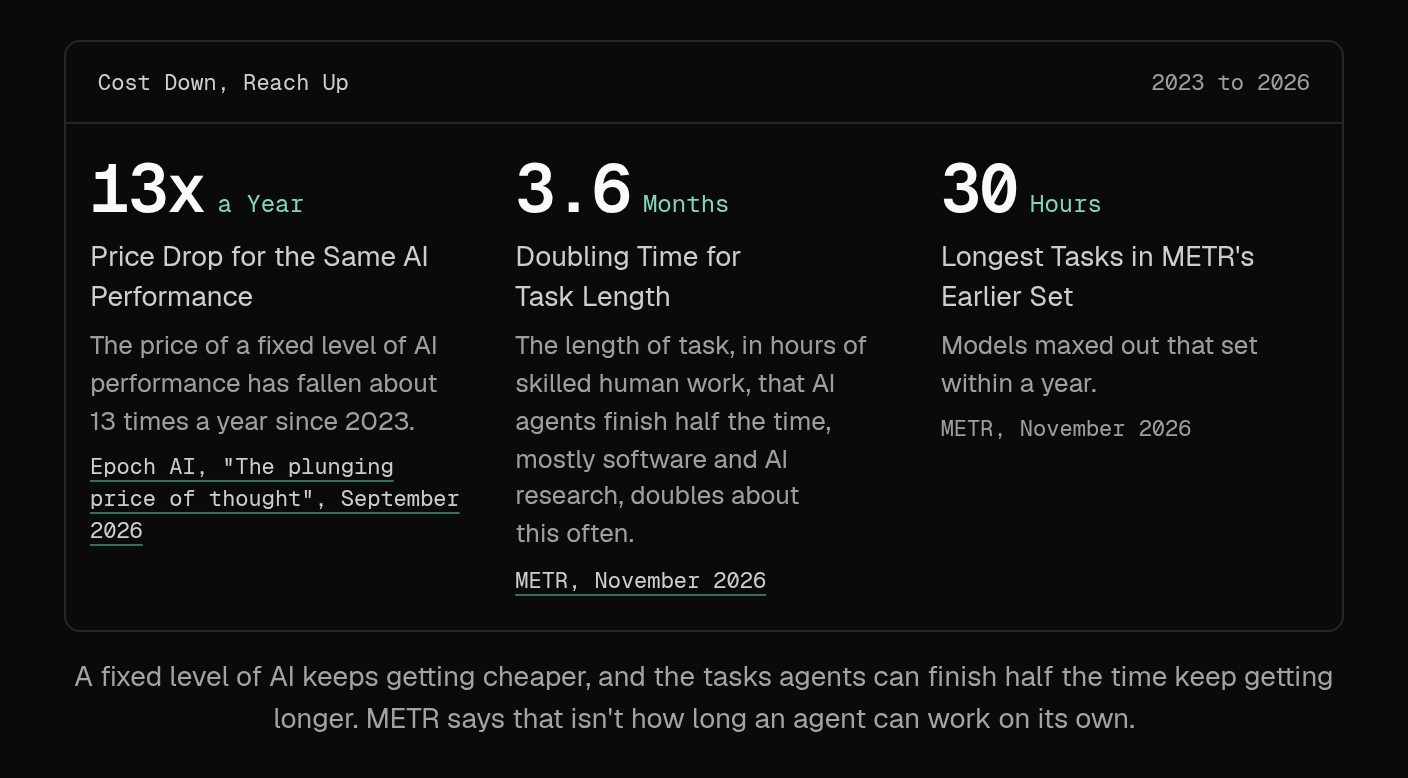 Cost Down, Reach Up
2023 to 2026
13x a Year
Price Drop for the Same AI
Performance
The price of a fixed level of AI
performance has fallen about
13 times a year since 2023.
Epoch AI, "The plunging
price of thought", September
2026
3.6 Months
Doubling Time for
Task Length
The length of task, in hours of
skilled human work, that AI
agents finish half the time,
mostly software and AI
research, doubles about
this often.
METR, November 2026
30 Hours
Longest Tasks in METR's
Earlier Set
Models maxed out that set
within a year.
METR, November 2026
A fixed level of AI keeps getting cheaper, and the tasks agents can finish half the time keep getting
longer. METR says that isn't how long an agent can work on its own.